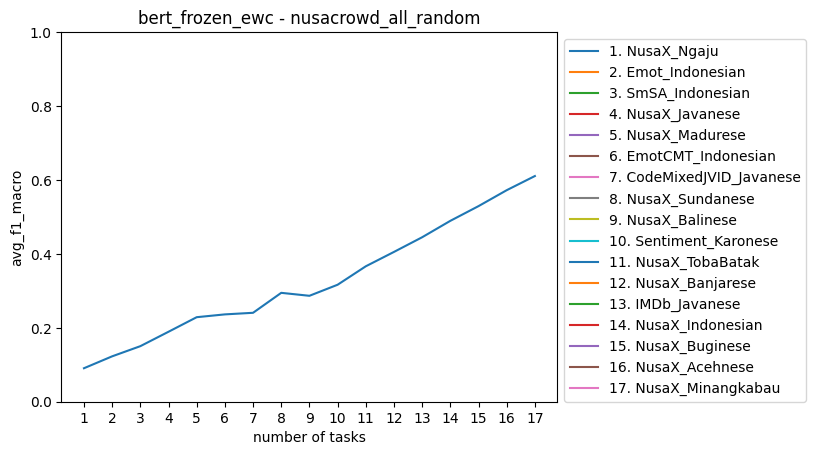 bert_frozen_ewc - nusacrowd_all_random
1.0
0.8
0.6
0.4
0.2
0.0
avg_f1_macro
1 2 3 4 5 6 7 8 9 10 11 12 13 14 15 16 17
number of tasks
1. NusaX_Ngaju
2. Emot_Indonesian
3. SmSA_Indonesian
4. NusaX_Javanese
5. NusaX_Madurese
6. EmotCMT_Indonesian
7. CodeMixedJVID_Javanese
8. NusaX_Sundanese
9. NusaX_Balinese
10. Sentiment_Karonese
11. NusaX_TobaBatak
12. NusaX_Banjarese
13. IMDb_Javanese
14. NusaX_Indonesian
15. NusaX_Buginese
16. NusaX_Acehnese
17. NusaX_Minangkabau